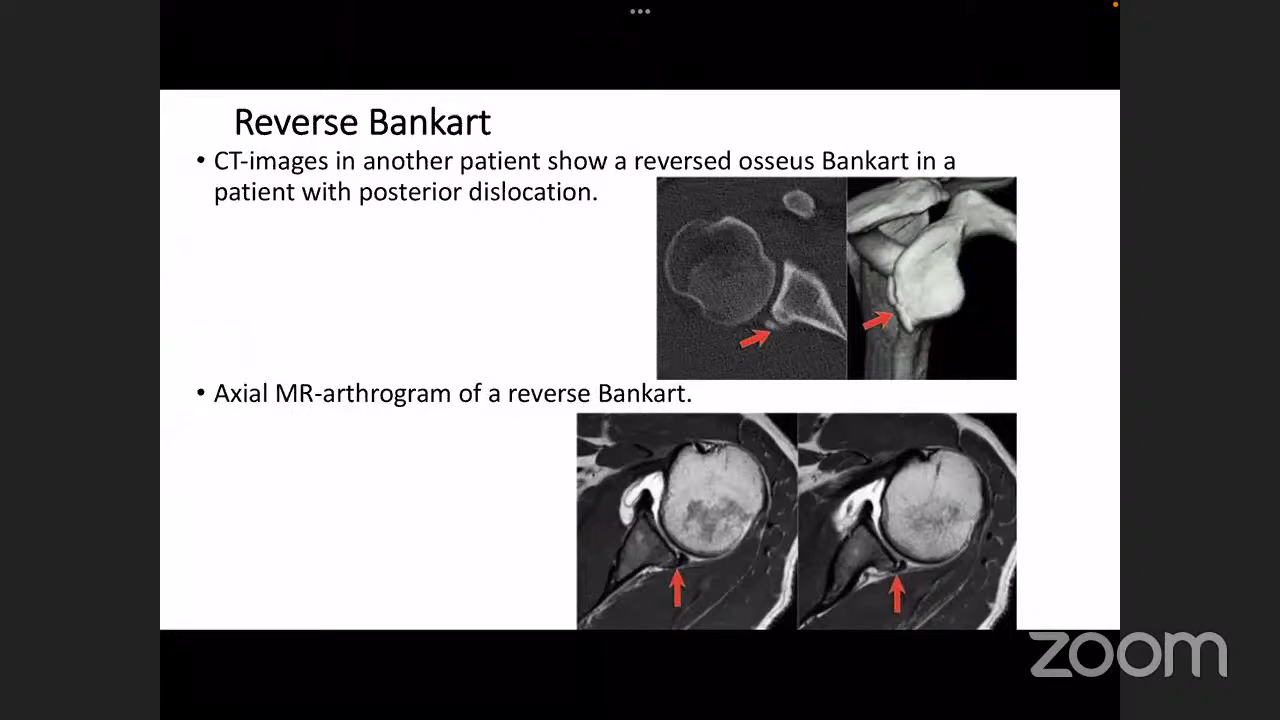 Reverse Bankart
• CT-images in another patient show a reversed osseus Bankart in a
patient with posterior dislocation.
• Axial MR-arthrogram of a reverse Bankart.
zoom